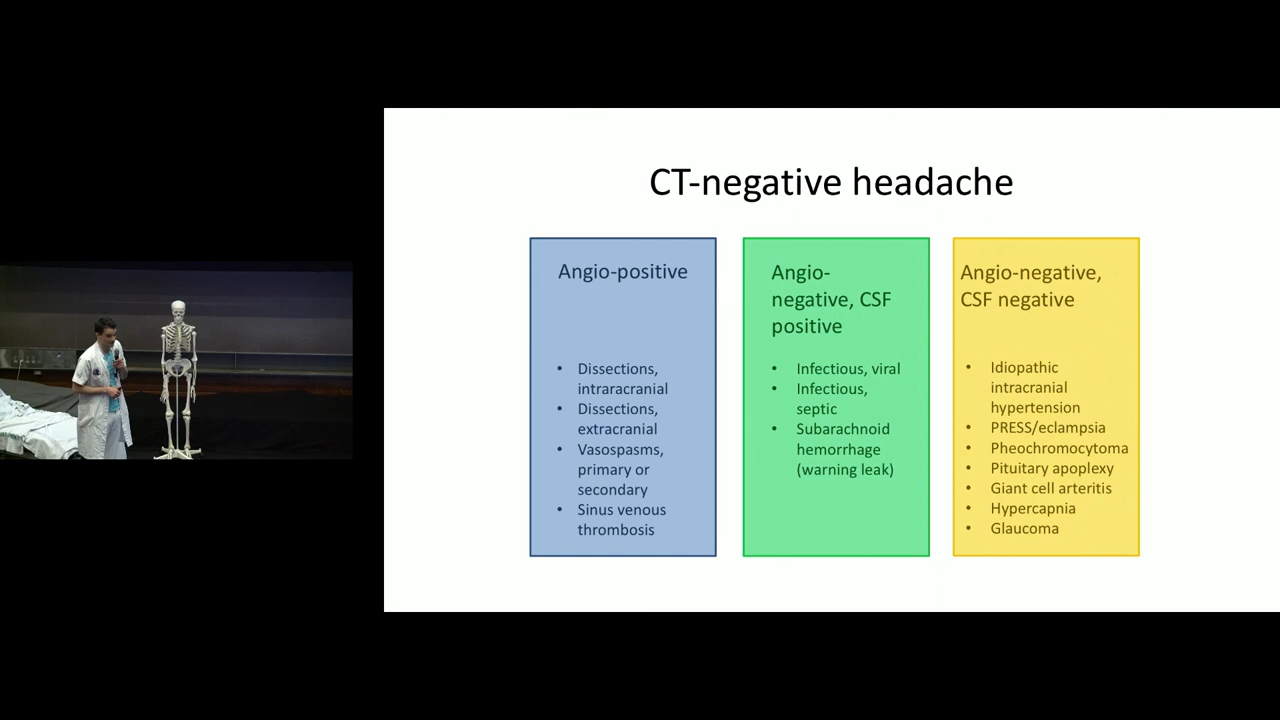 CT-negative headache
Angio-positive
• Dissections,
intraracranial
• Dissections,
extracranial
• Vasospasms,
primary or
secondary
• Sinus venous
thrombosis
Angio-
negative, CSF
positive
• Infectious, viral
• Infectious,
septic
• Subarachnoid
hemorrhage
(warning leak)
Angio-negative,
CSF negative
• Idiopathic
intracranial
hypertension
• PRESS/eclampsia
• Pheochromocytoma
• Pituitary apoplexy
• Giant cell arteritis
• Hypercapnia
• Glaucoma